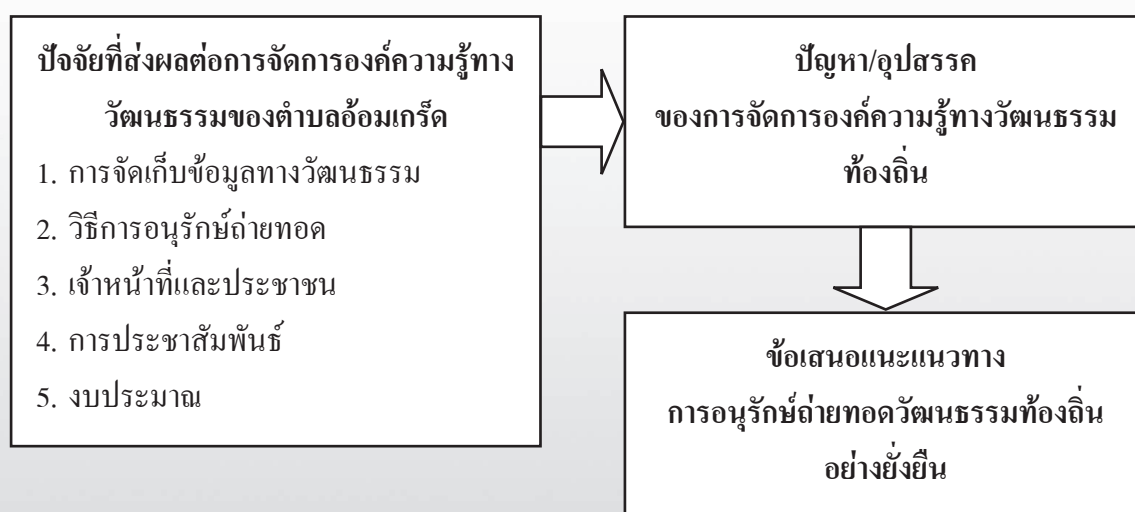 ปัจจัยที่ส่งผลต่อการจัดการองค์ความรู้ทาง
วัฒนธรรมของตำบลอ้อมเกร็ด
1. การจัดเก็บข้อมูลทางวัฒนธรรม
2. วิธีการอนุรักษ์ถ่ายทอด
3. เจ้าหน้าที่และประชาชน
4. การประชาสัมพันธ์
5. งบประมาณ
ปัญหา/อุปสรรค
ของการจัดการองค์ความรู้ทางวัฒนธรรม
ท้องถิ่น
ข้อเสนอแนะแนวทาง
การอนุรักษ์ถ่ายทอดวัฒนธรรมท้องถิ่น
อย่างยั่งยืน